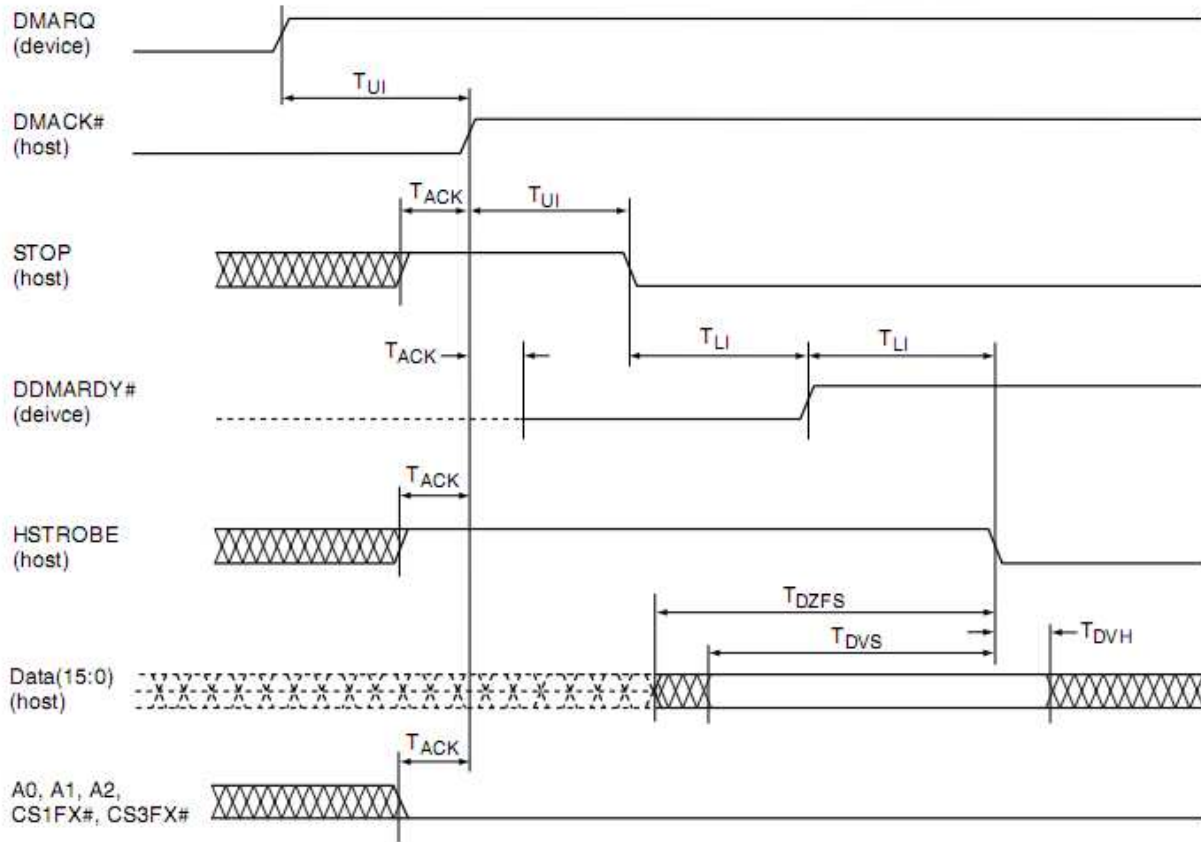 DMARQ
(device)
TUI
DMACK#
(host)
TACK
TUI
STOP
(host)
TACK
TLI
TLI
DDMARDY#
(deivce)
TACK
HSTROBE
(host)
TDZFS
TDVS
TDVH
Data(15:0)
(host)
TACK
A0, A1, A2,
CS1FX#, CS3FX#